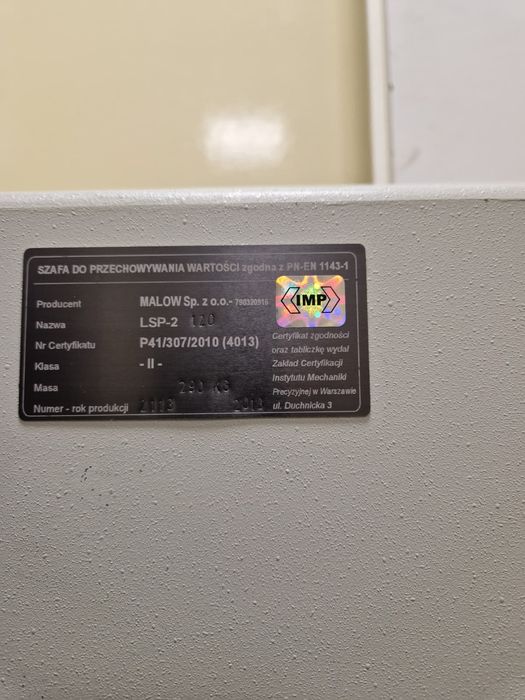 SZAFA DO PRZECHOWYWANIA WARTOŚCI zgodna z PN-EN 1143-1
Producent MALOW Sp. z o.o.- 790320916
Nazwa LSP-2 120
Nr Certyfikatu P41/307/2010 (4013)
Klasa - II -
Masa 290 KG
Numer - rok produkcji 2113
IMP
Certyfikat zgodności
oraz tabliczkę wydał
Zakład Certyfikacji
Instytutu Mechaniki
Precyzyjnej w Warszawie
ul. Duchnicka 3